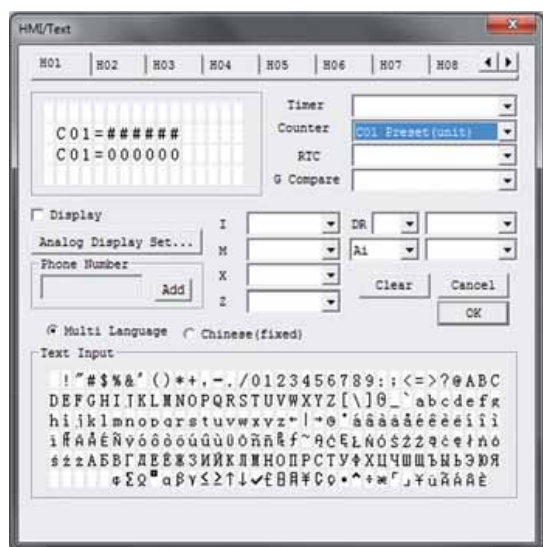 HMI/Text
H01 H02 H03 H04 H05 H06 H07 H08
C01=######
C01=000000
Timer
Counter C01 Preset(unit)
RTC
G Compare
Display
Analog Display Set...
Phone Number
Add
I
M
X
Z
DR
Ai
Clear
Cancel
OK
Multi Language
Chinese(fixed)
Text Input
!"#$%&'()*+,-./0123456789:;<=>?@ABC
DEFGHIJKLMNOPQRSTUVWXYZ[\]
abcdefg
hijklmnopqrstuvwxyz
АБВГДЕЁЖЗИЙКЛМНОПРСТУФХЦЧШЩЪЫЬЭЮЯ